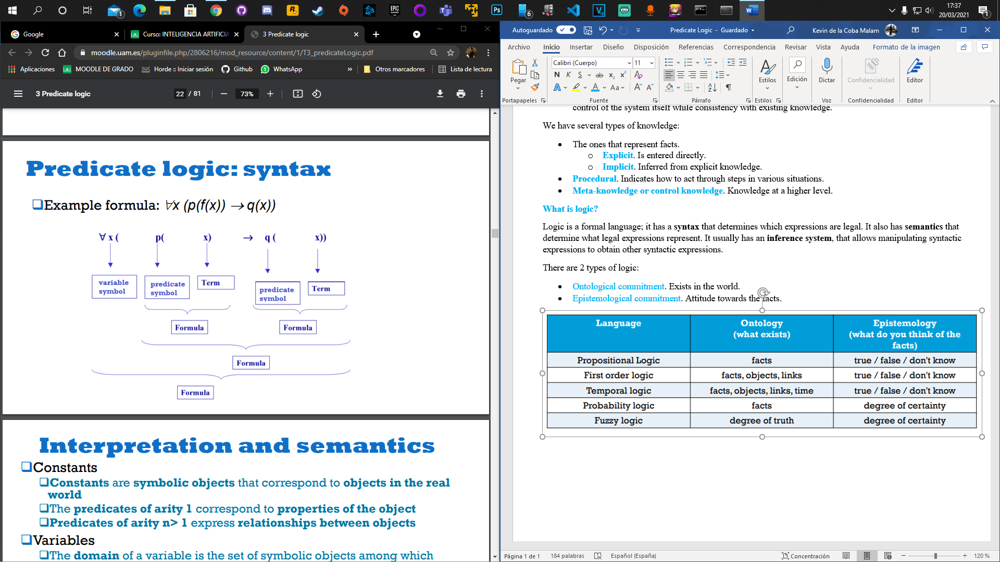 1
6
17:37
20/03/2021
1
Google
Curso: INTELIGENCIA ARTIFICIA
3 Predicate logic
moodle.uam.es/pluginfile.php/2806216/mod_resource/content/1/T3_predicateLogic.pdf
Aplicaciones
MOODLE DE GRADO
Horde :: Iniciar sesión
Github
WhatsApp
»
Otros marcadores
Lista de lectura
3 Predicate logic
22 / 81
73%
Predicate logic: syntax
Example formula: ∀x (p(f(x)) → q(x))
∀ x ( p( x) → q ( x))
variable symbol
predicate symbol
Term
predicate symbol
Term
Formula
Formula
Formula
Formula
Interpretation and semantics
Constants
Constants are symbolic objects that correspond to objects in the real
world
The predicates of arity 1 correspond to properties of the object
Predicates of arity n> 1 express relationships between objects
Variables
The domain of a variable is the set of symbolic objects among which
Autoguardado
Predicate Logic - Guardado
Kevin de la Coba Malam
Archivo Inicio Insertar Diseño Disposición Referencias Correspondencia Revisar Vista Ayuda Formato de la imagen
Pegar
Portapapeles
Calibri (Cuerpo) 11
N K S ab x₂ x²
A A Aa A A
Fuente
Párrafo
Estilos
Estilos
Edición
Dictar
Voz
Confidencialidad
Confidencialidad
Editor
Editor
control of the system itself while consistency with existing knowledge.
We have several types of knowledge:
• The ones that represent facts.
o Explicit. Is entered directly.
o Implicit. Inferred from explicit knowledge.
• Procedural. Indicates how to act through steps in various situations.
• Meta-knowledge or control knowledge. Knowledge at a higher level.
What is logic?
Logic is a formal language; it has a syntax that determines which expressions are legal. It also has semantics that
determine what legal expressions represent. It usually has an inference system, that allows manipulating syntactic
expressions to obtain other syntactic expressions.
There are 2 types of logic:
• Ontological commitment. Exists in the world.
• Epistemological commitment. Attitude towards the facts.
Language Ontology (what exists) Epistemology (what do you think of the facts)
Propositional Logic facts true / false / don't know
First order logic facts, objects, links true / false / don't know
Temporal logic facts, objects, links, time true / false / don't know
Probability logic facts degree of certainty
Fuzzy logic degree of truth degree of certainty
Página 1 de 1 184 palabras Español (España) Concentración 120 %